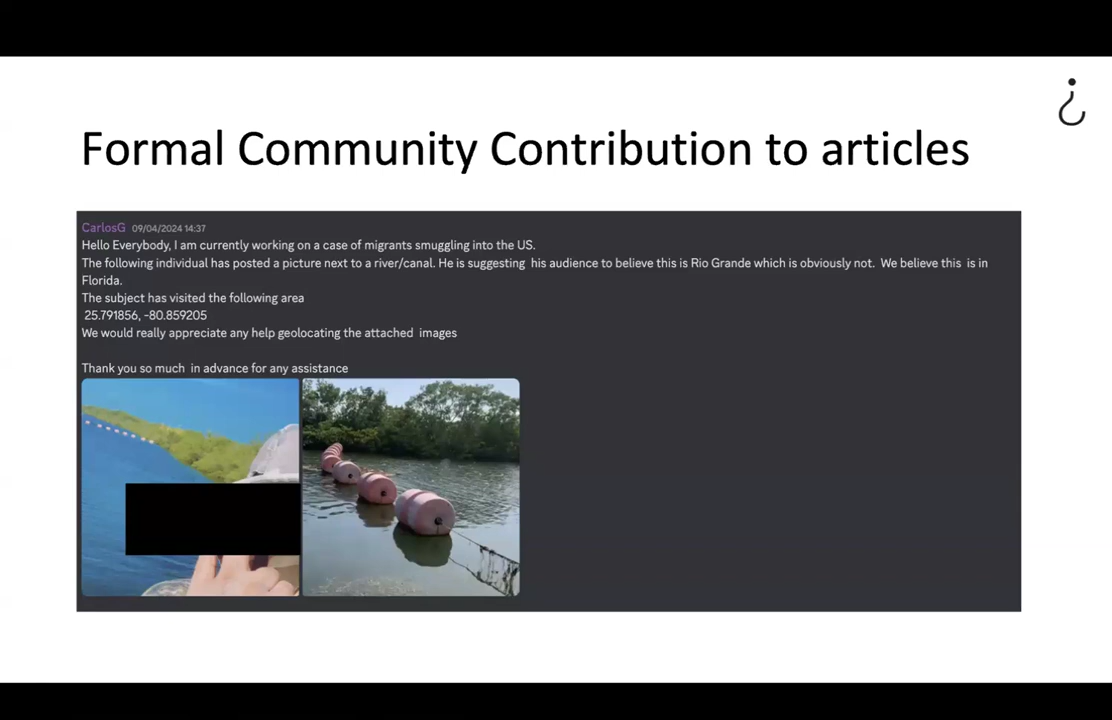 Formal Community Contribution to articles
CarlosG 09/04/2024 14:37
Hello Everybody, I am currently working on a case of migrants smuggling into the US.
The following individual has posted a picture next to a river/canal. He is suggesting his audience to believe this is Rio Grande which is obviously not. We believe this is in
Florida.
The subject has visited the following area
25.791856, -80.859205
We would really appreciate any help geolocating the attached images
Thank you so much in advance for any assistance